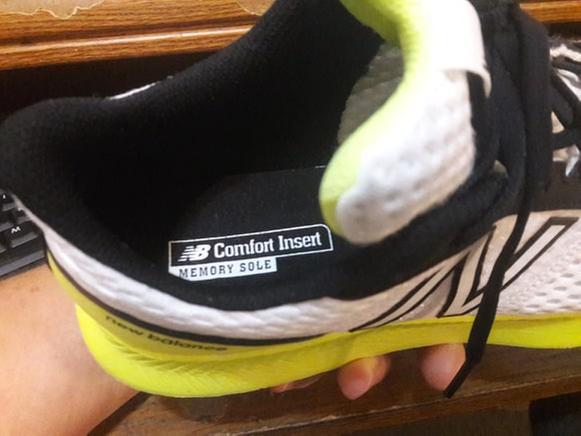 NB Comfort Insert
MEMORY SOLE
new balance